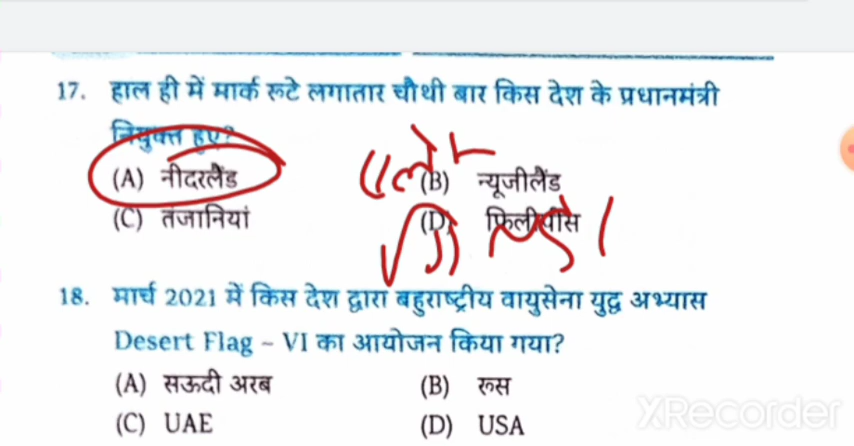 17. हाल ही में मार्क रूटे लगातार चौथी बार किस देश के प्रधानमंत्री
नियुक्त हुए?
(A) नीदरलैंड (B) न्यूजीलैंड
(C) तंजानियां (D) फिलीपींस
18. मार्च 2021 में किस देश द्वारा बहुराष्ट्रीय वायुसेना युद्ध अभ्यास
Desert Flag – VI का आयोजन किया गया?
(A) सऊदी अरब (B) रूस
(C) UAE (D) USA
XRecorder